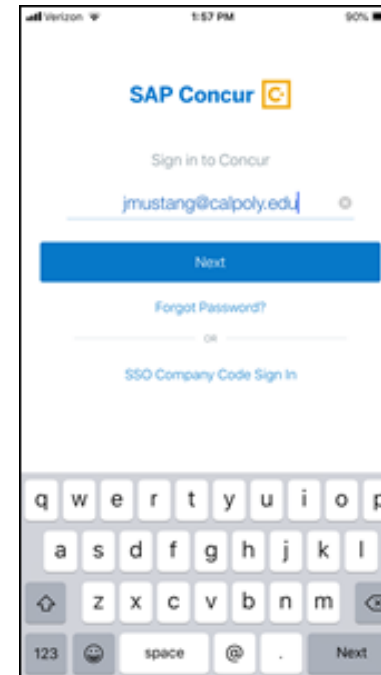 Verizon 1:57 PM 90%
SAP Concur C
Sign in to Concur
jmustang@calpoly.edu
Next
Forgot Password?
OR
SSO Company Code Sign In
q w e r t y u i o p
a s d f g h j k l
z x c v b n m
123 space @ . Next